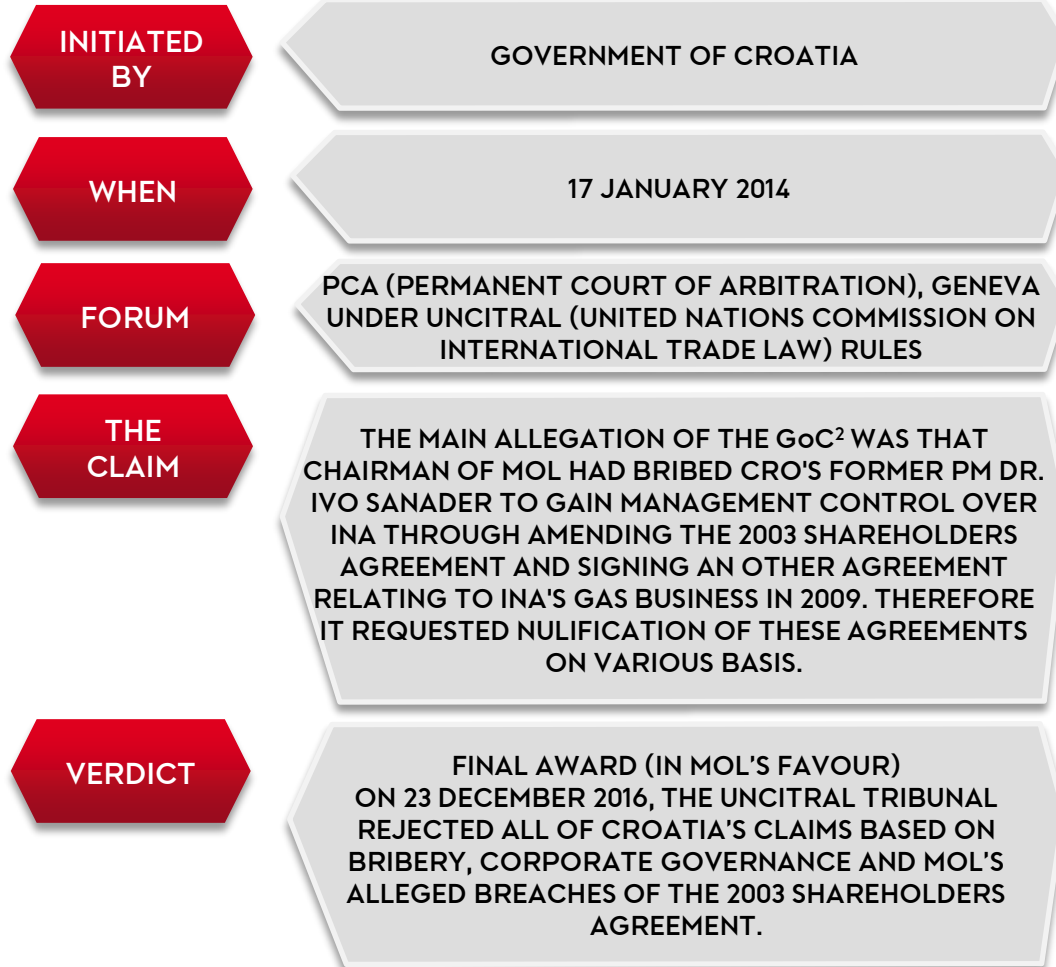 INITIATED
BY
GOVERNMENT OF CROATIA
WHEN
17 JANUARY 2014
FORUM
PCA (PERMANENT COURT OF ARBITRATION), GENEVA
UNDER UNCITRAL (UNITED NATIONS COMMISSION ON
INTERNATIONAL TRADE LAW) RULES
THE
CLAIM
THE MAIN ALLEGATION OF THE GoC² WAS THAT
CHAIRMAN OF MOL HAD BRIBED CRO'S FORMER PM DR.
IVO SANADER TO GAIN MANAGEMENT CONTROL OVER
INA THROUGH AMENDING THE 2003 SHAREHOLDERS
AGREEMENT AND SIGNING AN OTHER AGREEMENT
RELATING TO INA'S GAS BUSINESS IN 2009. THEREFORE
IT REQUESTED NULIFICATION OF THESE AGREEMENTS
ON VARIOUS BASIS.
VERDICT
FINAL AWARD (IN MOL'S FAVOUR)
ON 23 DECEMBER 2016, THE UNCITRAL TRIBUNAL
REJECTED ALL OF CROATIA'S CLAIMS BASED ON
BRIBERY, CORPORATE GOVERNANCE AND MOL'S
ALLEGED BREACHES OF THE 2003 SHAREHOLDERS
AGREEMENT.